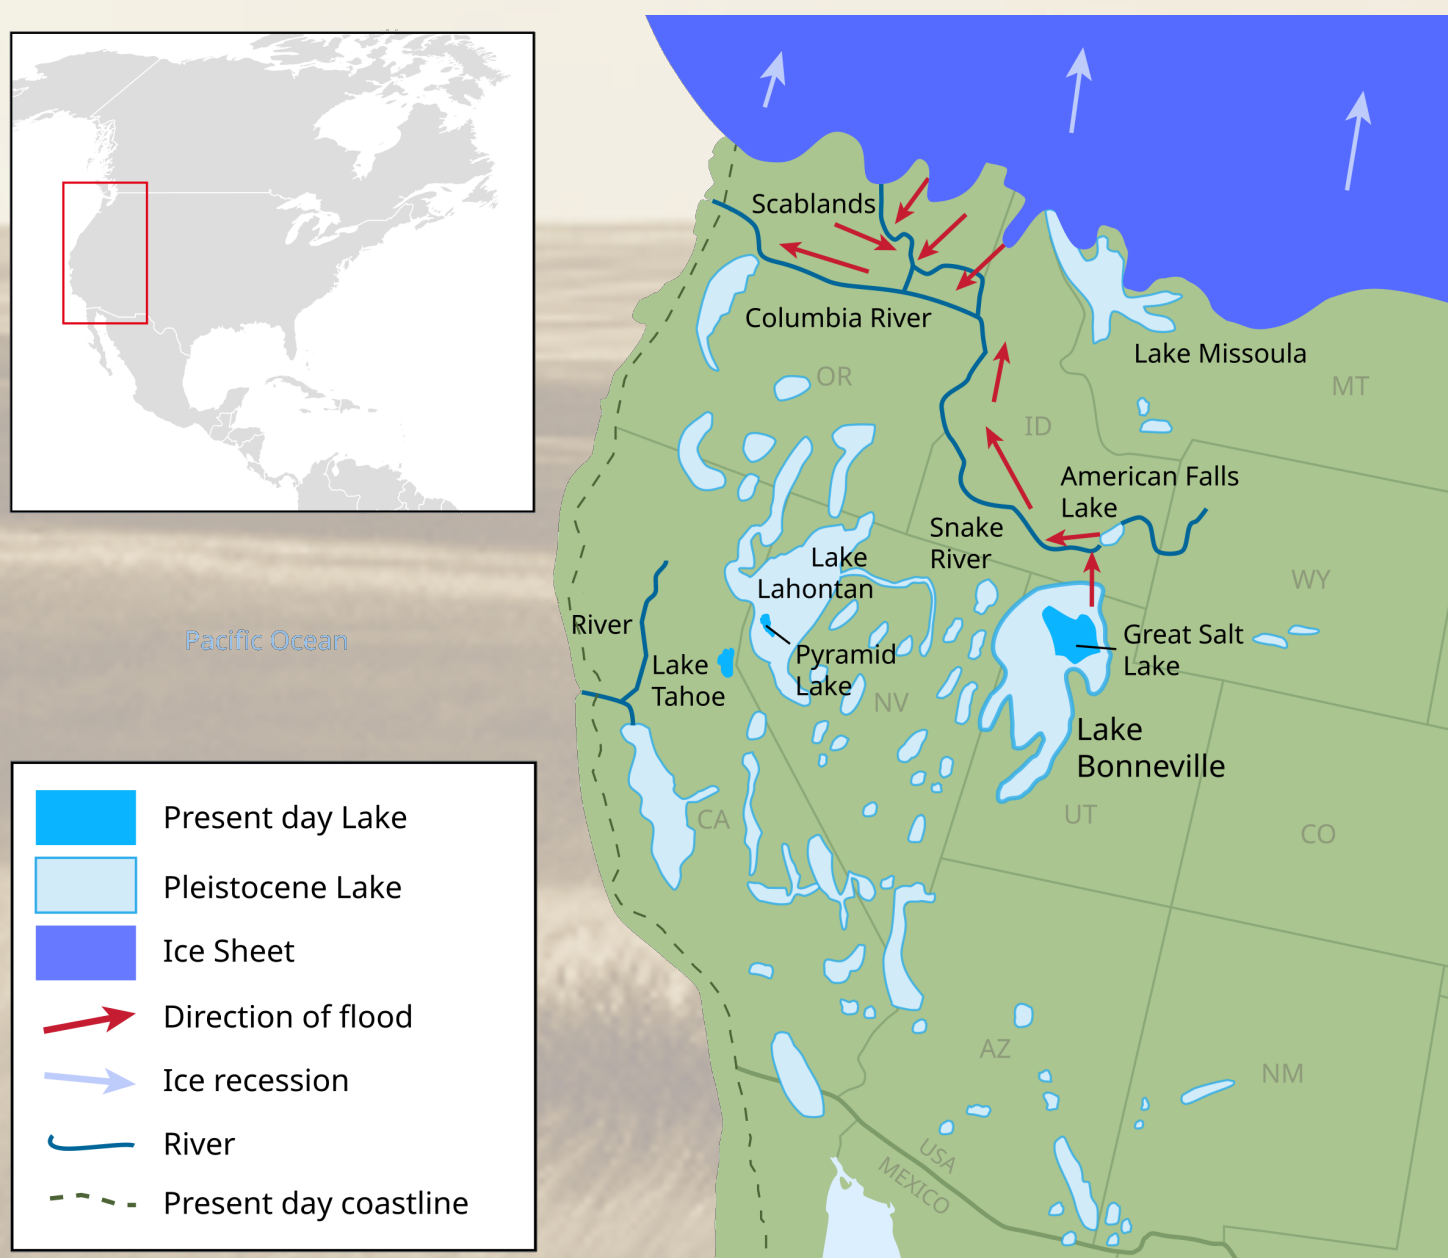 Scablands
Columbia River
Lake Missoula
OR
MT
ID
American Falls
Lake
Snake
River
Lake
Lahontan
WY
River
Pacific Ocean
Great Salt
Lake
Lake
Tahoe
Pyramid
Lake
NV
Lake
Bonneville
CA
UT
CO
AZ
NM
USA
MEXICO
Present day Lake
Pleistocene Lake
Ice Sheet
Direction of flood
Ice recession
River
Present day coastline